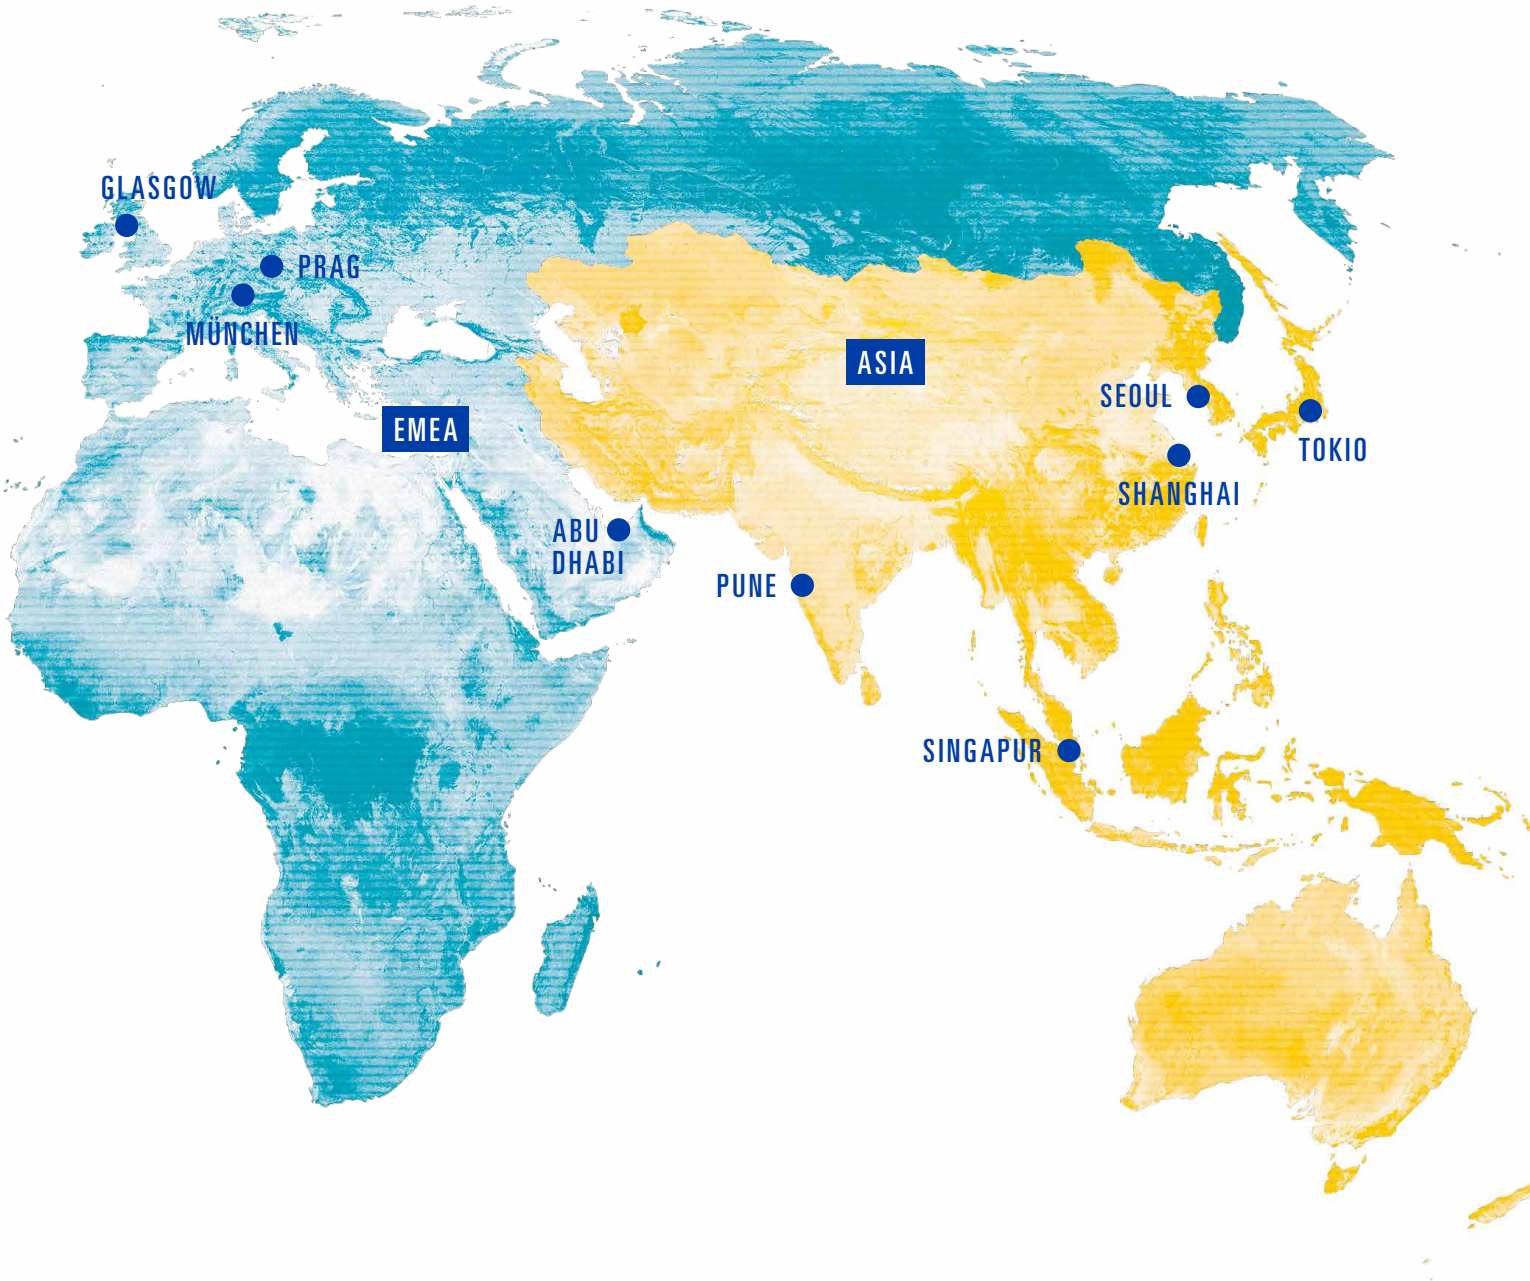 GLASGOW
PRAG
MÜNCHEN
ASIA
SEOUL
EMEA
TOKIO
SHANGHAI
ABU
DHABI
PUNE
SINGAPUR